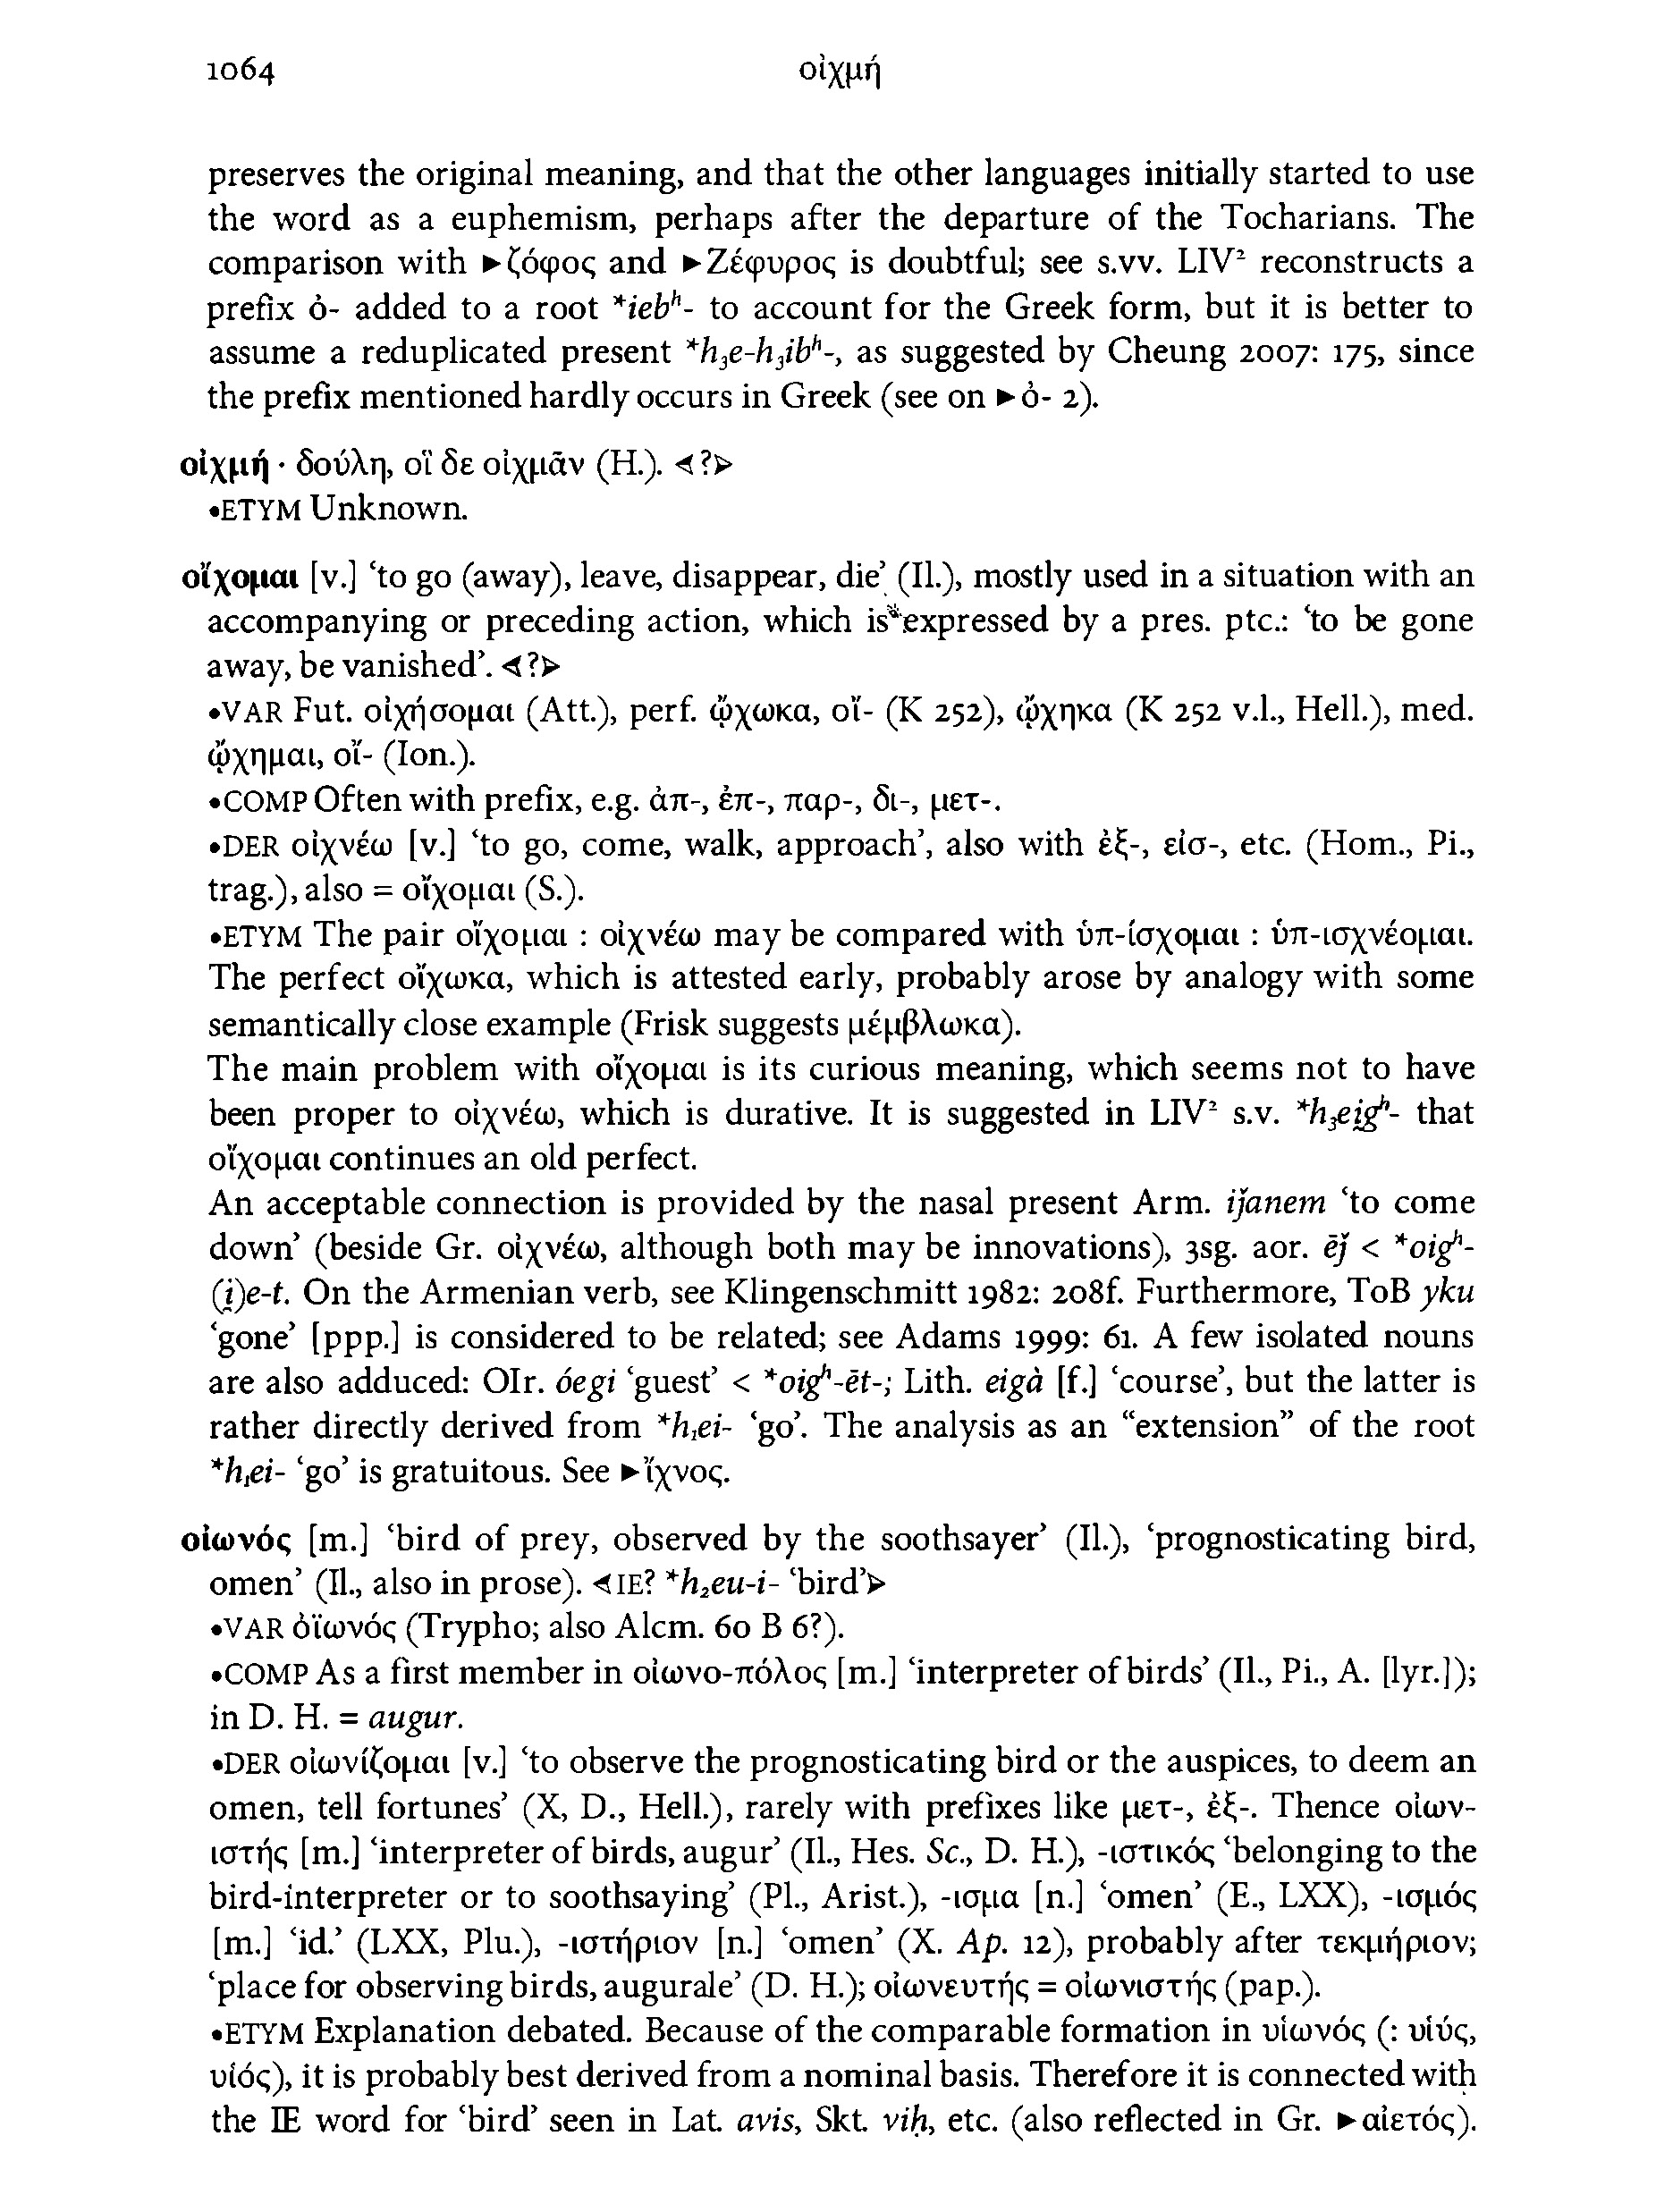 1064 οἰχμή
preserves the original meaning, and that the other languages initially started to use
the word as a euphemism, perhaps after the departure of the Tocharians. The
comparison with ►ζόφος and ►Ζέφυρος is doubtful; see s.vv. LIV² reconstructs a
prefix ὀ- added to a root *i̯ebʰ- to account for the Greek form, but it is better to
assume a reduplicated present *h₃e-h₃ibʰ-, as suggested by Cheung 2007: 175, since
the prefix mentioned hardly occurs in Greek (see on ►ὀ- 2).
οἰχμή · δούλη, οἵ δε οἰχμᾶν (H.). ⊲?⊳
•ETYM Unknown.
οἴχομαι [v.] ‘to go (away), leave, disappear, die’ (Il.), mostly used in a situation with an
accompanying or preceding action, which is expressed by a pres. ptc.: ‘to be gone
away, be vanished’. ⊲?⊳
•VAR Fut. οἰχήσομαι (Att.), perf. ᾤχωκα, οἴ- (K 252), ᾤχηκα (K 252 v.l., Hell.), med.
ᾤχημαι, οἴ- (Ion.).
•COMP Often with prefix, e.g. ἀπ-, ἐπ-, παρ-, δι-, μετ-.
•DER οἰχνέω [v.] ‘to go, come, walk, approach’, also with ἐξ-, εἰσ-, etc. (Hom., Pi.,
trag.), also = οἴχομαι (S.).
•ETYM The pair οἴχομαι : οἰχνέω may be compared with ὑπ-ίσχομαι : ὑπ-ισχνέομαι.
The perfect οἴχωκα, which is attested early, probably arose by analogy with some
semantically close example (Frisk suggests μέμβλωκα).
The main problem with οἴχομαι is its curious meaning, which seems not to have
been proper to οἰχνέω, which is durative. It is suggested in LIV² s.v. *h₃ei̯gʰ- that
οἴχομαι continues an old perfect.
An acceptable connection is provided by the nasal present Arm. iǰanem ‘to come
down’ (beside Gr. οἰχνέω, although both may be innovations), 3sg. aor. ēǰ < *oigʰ-
(i̯)e-t. On the Armenian verb, see Klingenschmitt 1982: 208f. Furthermore, ToB yku
‘gone’ [ppp.] is considered to be related; see Adams 1999: 61. A few isolated nouns
are also adduced: OIr. óegi ‘guest’ < *oigʰ-ēt-; Lith. eigà [f.] ‘course’, but the latter is
rather directly derived from *h₁ei- ‘go’. The analysis as an “extension” of the root
*h₁ei- ‘go’ is gratuitous. See ►ἴχνος.
οἰωνός [m.] ‘bird of prey, observed by the soothsayer’ (Il.), ‘prognosticating bird,
omen’ (Il., also in prose). ⊲IE? *h₂eu-i- ‘bird’⊳
•VAR ὀϊωνός (Trypho; also Alcm. 60 B 6?).
•COMP As a first member in οἰωνο-πόλος [m.] ‘interpreter of birds’ (Il., Pi., A. [lyr.]);
in D. H. = augur.
•DER οἰωνίζομαι [v.] ‘to observe the prognosticating bird or the auspices, to deem an
omen, tell fortunes’ (X, D., Hell.), rarely with prefixes like μετ-, ἐξ-. Thence οἰων-
ιστής [m.] ‘interpreter of birds, augur’ (Il., Hes. Sc., D. H.), -ιστικός ‘belonging to the
bird-interpreter or to soothsaying’ (Pl., Arist.), -ισμα [n.] ‘omen’ (E., LXX), -ισμός
[m.] ‘id.’ (LXX, Plu.), -ιστήριον [n.] ‘omen’ (X. Ap. 12), probably after τεκμήριον;
‘place for observing birds, augurale’ (D. H.); οἰωνευτής = οἰωνιστής (pap.).
•ETYM Explanation debated. Because of the comparable formation in υἱωνός (: υἱύς,
υἱός), it is probably best derived from a nominal basis. Therefore it is connected with
the IE word for ‘bird’ seen in Lat. avis, Skt. viḥ, etc. (also reflected in Gr. ►αἰετός).